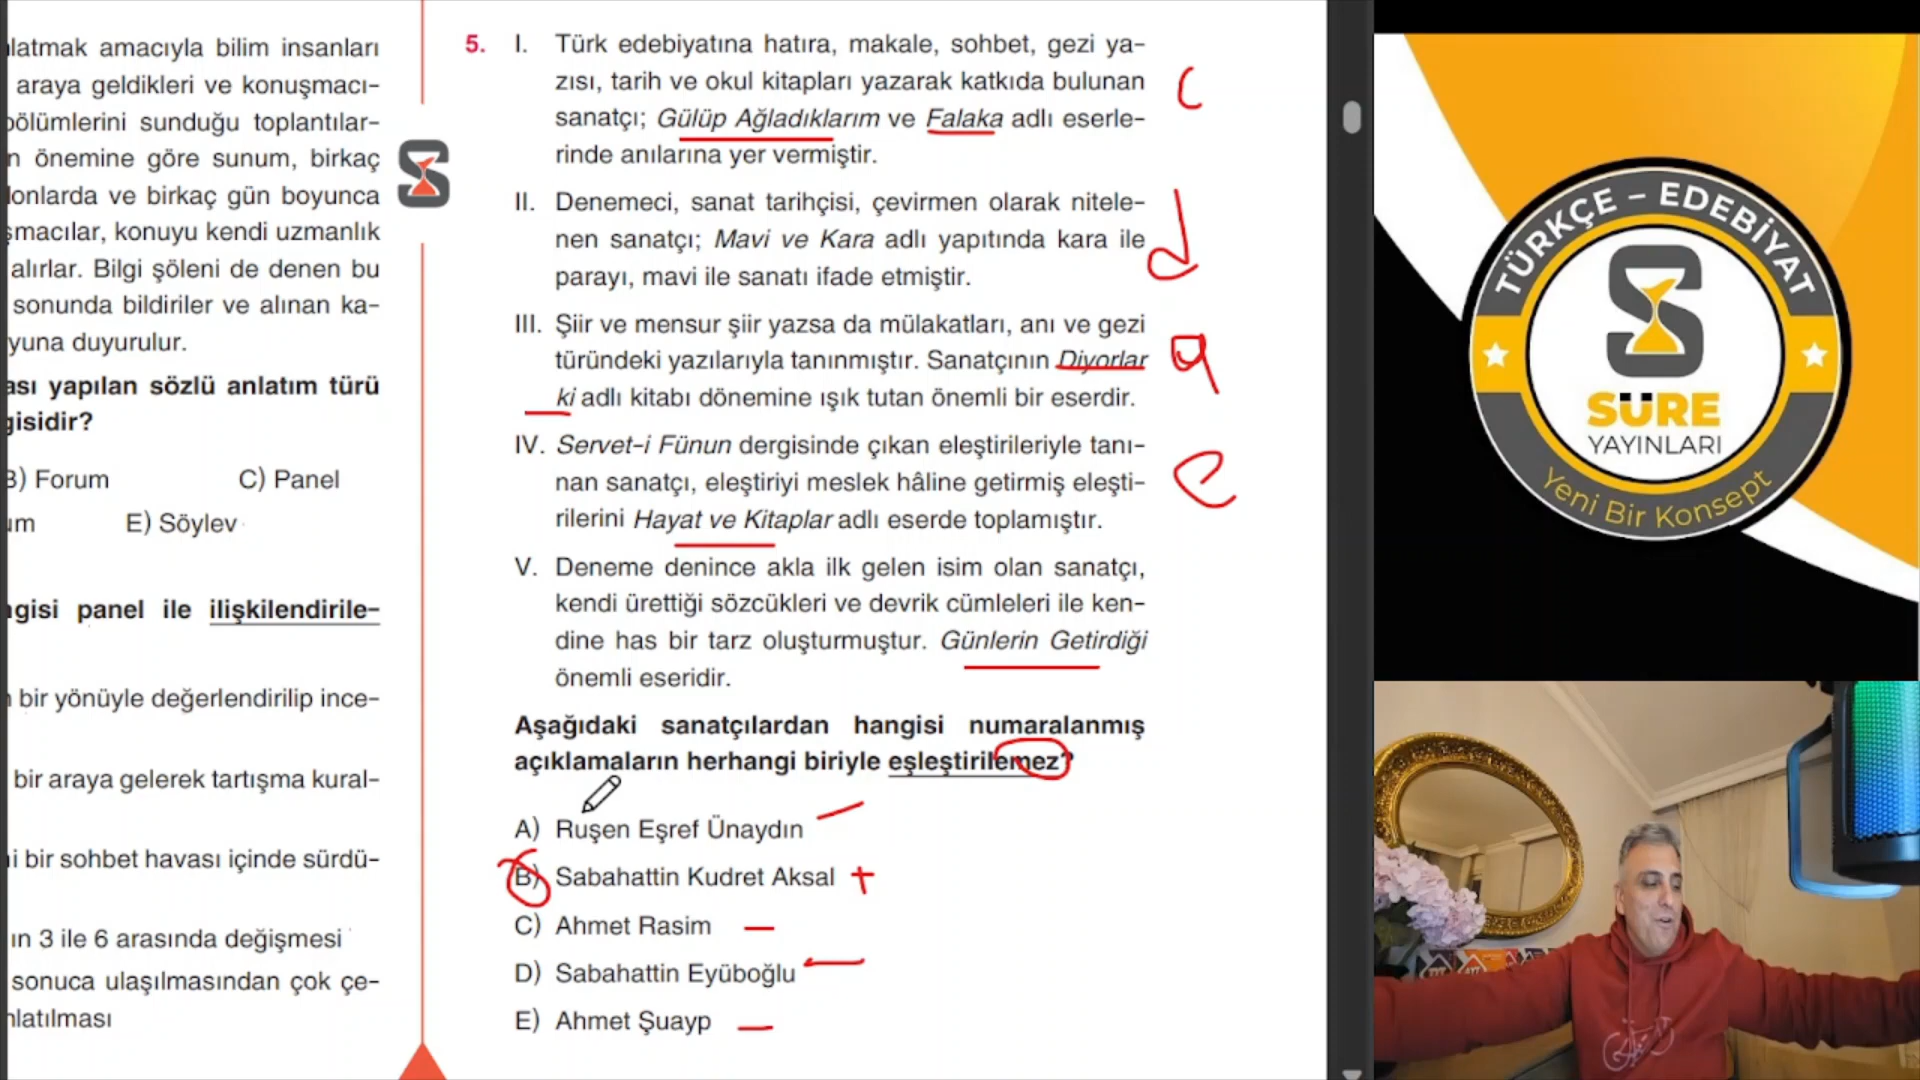 latmak amacıyla bilim insanları
araya geldikleri ve konuşmacı-
bölümlerini sunduğu toplantılar-
n önemine göre sunum, birkaç
lonlarda ve birkaç gün boyunca
şmacılar, konuyu kendi uzmanlık
alırlar. Bilgi şöleni de denen bu
sonunda bildiriler ve alınan ka-
yuna duyurulur.
ası yapılan sözlü anlatım türü
gisidir?
B) Forum C) Panel
um E) Söylev
gisi panel ile ilişkilendirile-
bir yönüyle değerlendirilip ince-
bir araya gelerek tartışma kural-
ni bir sohbet havası içinde sürdü-
ın 3 ile 6 arasında değişmesi
sonuca ulaşılmasından çok çe-
nlatılması
5. I. Türk edebiyatına hatıra, makale, sohbet, gezi ya-
zısı, tarih ve okul kitapları yazarak katkıda bulunan
sanatçı; Gülüp Ağladıklarım ve Falaka adlı eserle-
rinde anılarına yer vermiştir.
c
II. Denemeci, sanat tarihçisi, çevirmen olarak nitele-
nen sanatçı; Mavi ve Kara adlı yapıtında kara ile
parayı, mavi ile sanatı ifade etmiştir.
d
III. Şiir ve mensur şiir yazsa da mülakatları, anı ve gezi
türündeki yazılarıyla tanınmıştır. Sanatçının Diyorlar
ki adlı kitabı dönemine ışık tutan önemli bir eserdir.
a
IV. Servet-i Fünun dergisinde çıkan eleştirileriyle tanı-
nan sanatçı, eleştiriyi meslek hâline getirmiş eleşti-
rilerini Hayat ve Kitaplar adlı eserde toplamıştır.
e
V. Deneme denince akla ilk gelen isim olan sanatçı,
kendi ürettiği sözcükleri ve devrik cümleleri ile ken-
dine has bir tarz oluşturmuştur. Günlerin Getirdiği
önemli eseridir.
Aşağıdaki sanatçılardan hangisi numaralanmış
açıklamaların herhangi biriyle eşleştirilemez?
A) Ruşen Eşref Ünaydın
B) Sabahattin Kudret Aksal +
C) Ahmet Rasim
D) Sabahattin Eyüboğlu
E) Ahmet Şuayp
TÜRKÇE – EDEBİYAT
SÜRE
YAYINLARI
Yeni Bir Konsept